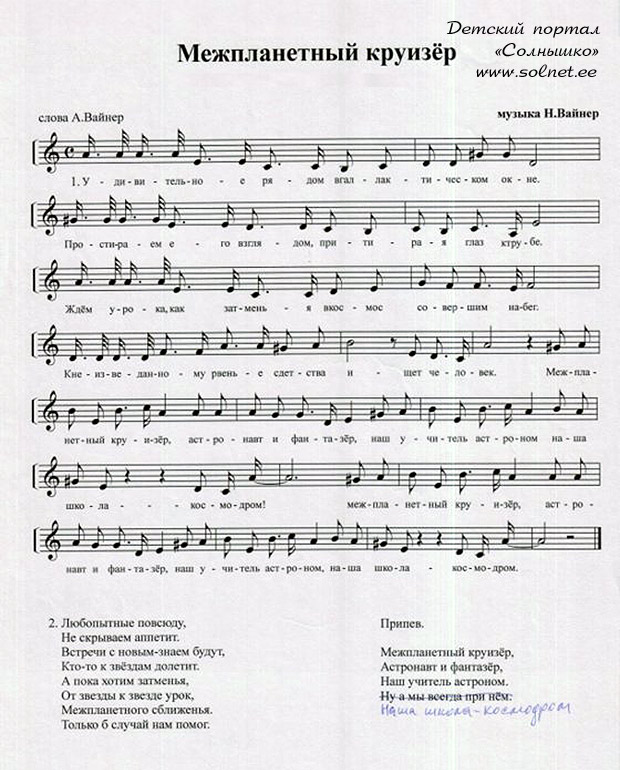 Детский портал
«Солнышко»
www.solnet.ee
Межпланетный круизёр
слова А.Вайнер
музыка Н.Вайнер
1. У - ди - ви - тель-но - е ря - дом вгал - лак - ти - чес - ком ок - не.
Про - сти-ра - ем е - го взгля - дом, при - ти - ра - я глаз ктру - бе.
Ждём у - ро - ка, как зат - мень - я вкос - мос со - вер - шим на - бег.
Кне - из - ве - дан - но - му рвень - е сдет - ства и - щет че - ло - век. Меж - пла -
нет - ный кру - и - зёр, аст - ро - навт и фан - та - зёр, наш у - чи - тель аст - ро - ном на - ша
шко - ла - кос - мо - дром! меж - пла - нет - ный кру - и - зёр, аст - ро -
навт и фан - та - зёр, наш у - чи - тель аст - ро - ном, на - ша шко - ла - кос - мо - дром.
2. Любопытные повсюду,
Не скрываем аппетит.
Встречи с новым-знаем будут,
Кто-то к звёздам долетит.
А пока хотим затменья,
От звезды к звезде урок,
Межпланетного сближенья.
Только б случай нам помог.
Припев.
Межпланетный круизёр,
Астронавт и фантазёр,
Наш учитель астроном.
Ну а мы всегда при нём.
Наша школа - космодром